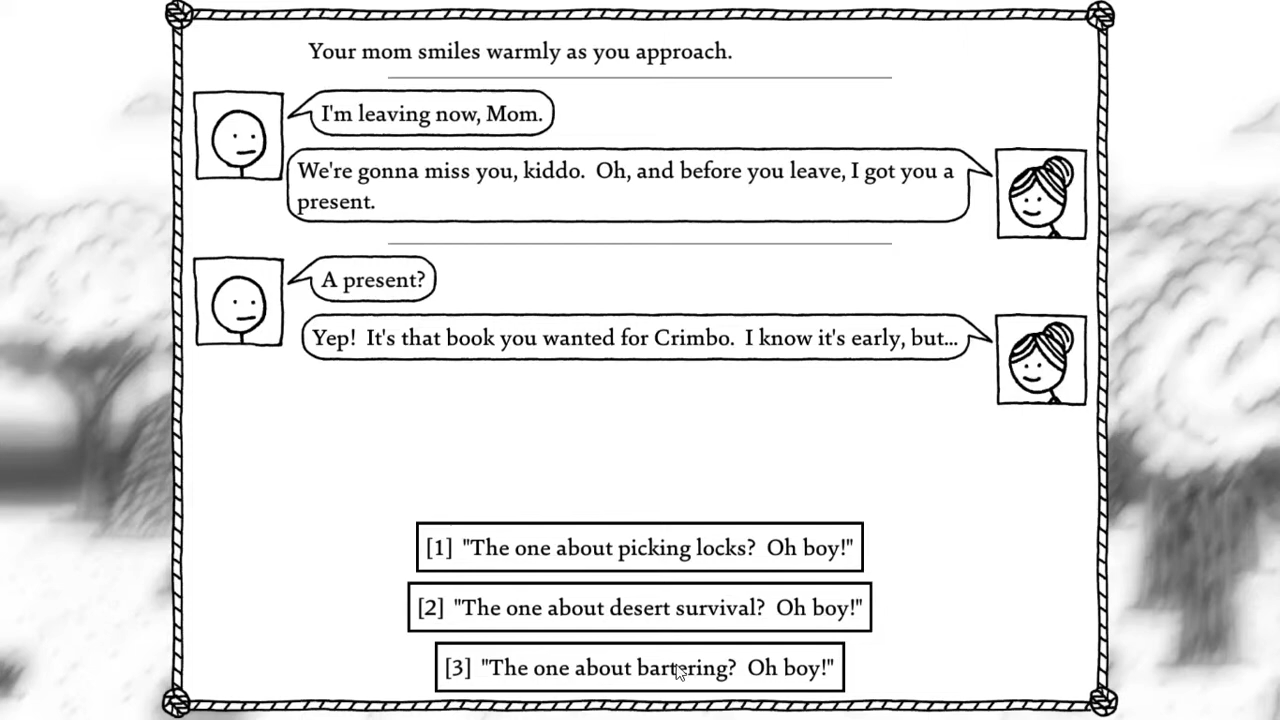 Your mom smiles warmly as you approach.
I'm leaving now, Mom.
We're gonna miss you, kiddo.  Oh, and before you leave, I got you a
present.
A present?
Yep!  It's that book you wanted for Crimbo.  I know it's early, but...
[1] "The one about picking locks?  Oh boy!"
[2] "The one about desert survival?  Oh boy!"
[3] "The one about bartering?  Oh boy!"